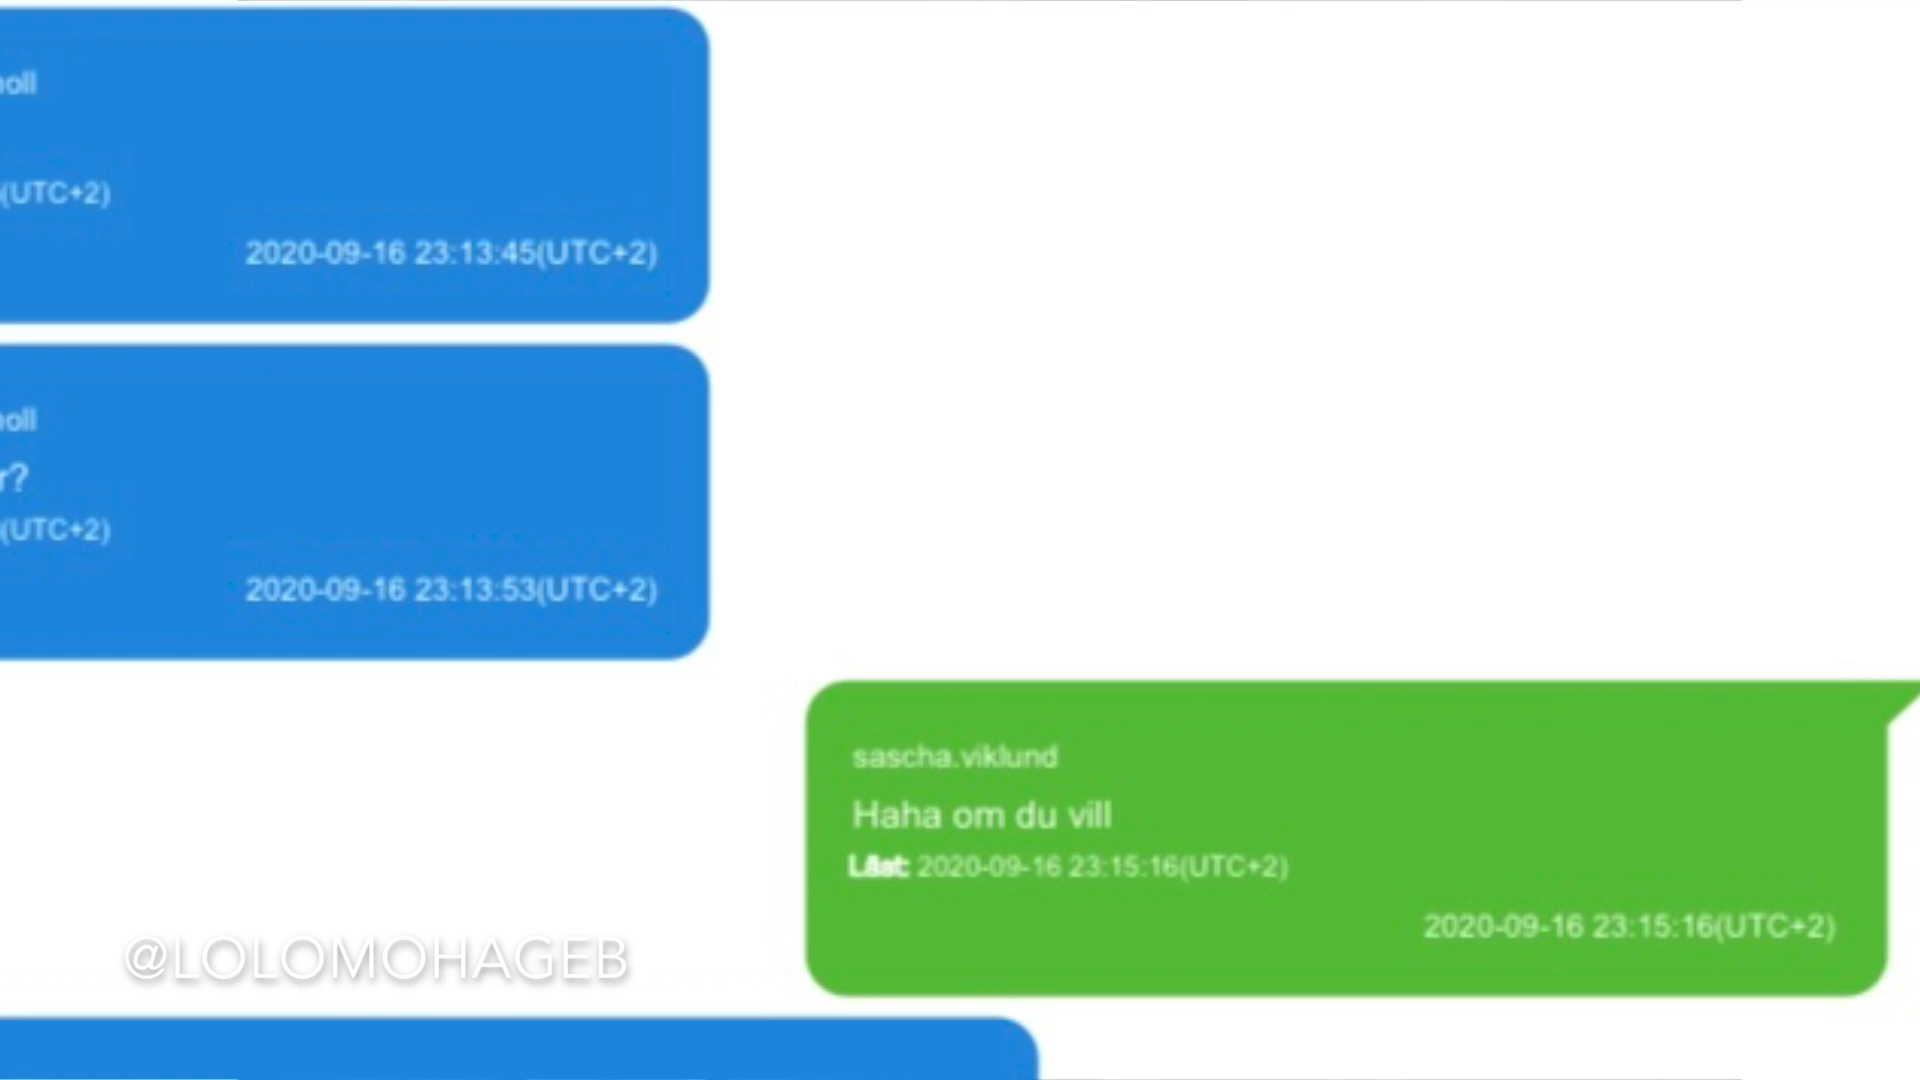 oll
(UTC+2)
2020-09-16 23:13:45(UTC+2)
oll
r?
(UTC+2)
2020-09-16 23:13:53(UTC+2)
sascha.viklund
Haha om du vill
Läst: 2020-09-16 23:15:16(UTC+2)
2020-09-16 23:15:16(UTC+2)
@LOLOMOHAGEB